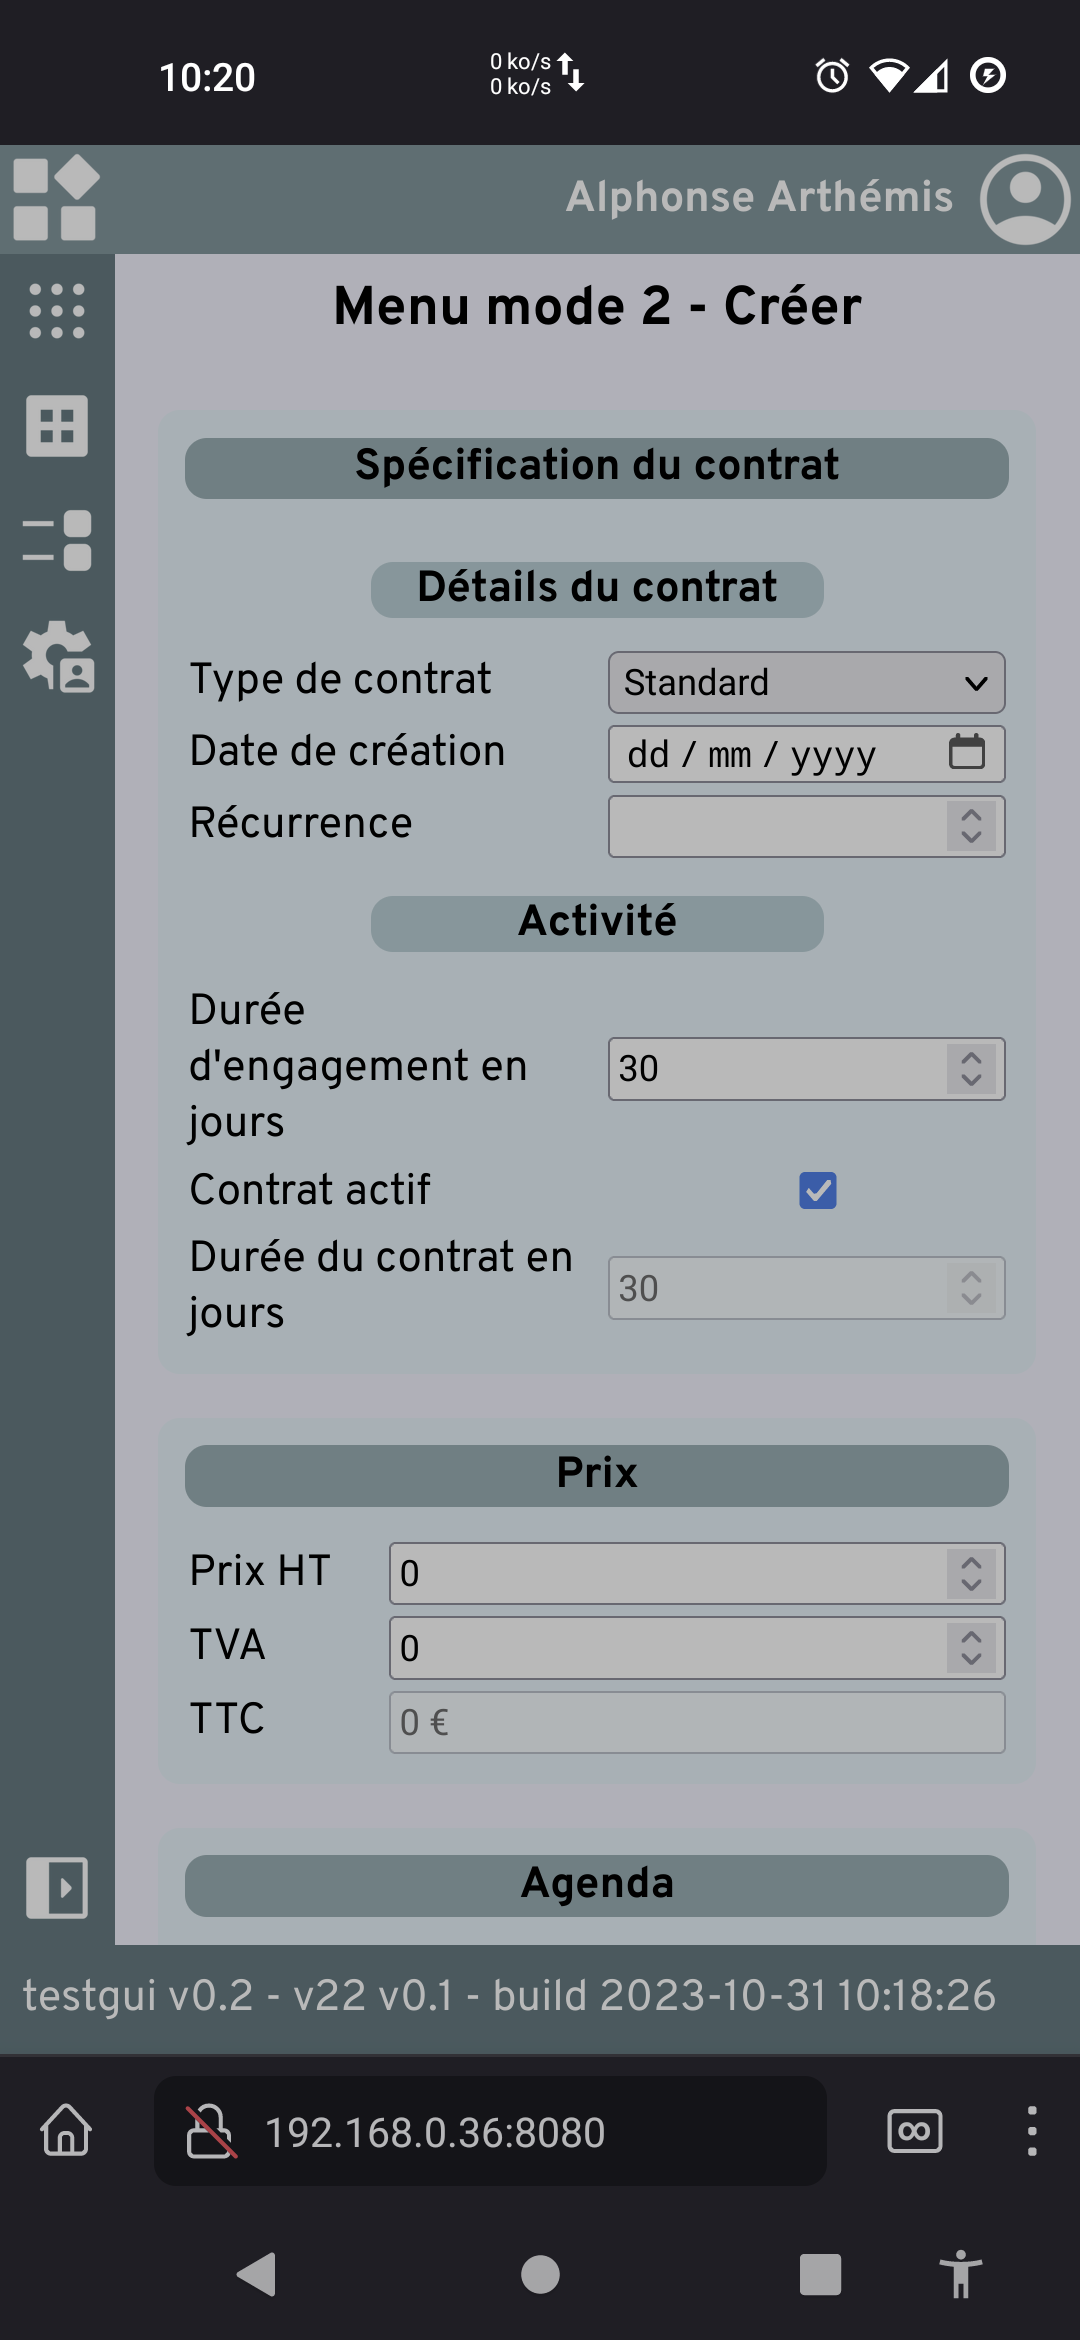 10:20
0 ko/s
0 ko/s
Alphonse Arthémis
Menu mode 2 - Créer
Spécification du contrat
Détails du contrat
Type de contrat
Standard
Date de création
dd / mm / yyyy
Récurrence
Activité
Durée
d'engagement en
jours
30
Contrat actif
Durée du contrat en
jours
30
Prix
Prix HT
0
TVA
0
TTC
0 €
Agenda
testgui v0.2 - v22 v0.1 - build 2023-10-31 10:18:26
192.168.0.36:8080